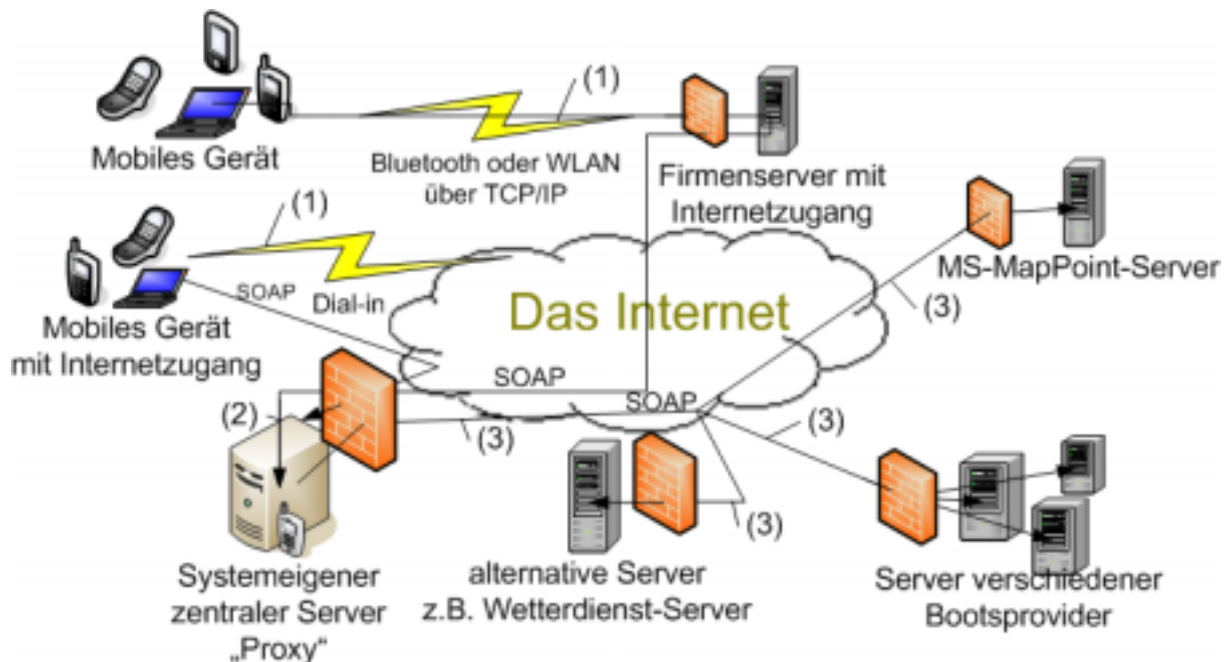 (1)
Mobiles Gerät
Bluetooth oder WLAN
über TCP/IP
Firmenserver mit
Internetzugang
(1)
MS-MapPoint-Server
SOAP
Dial-in
Das Internet
(3)
Mobiles Gerät
mit Internetzugang
SOAP
SOAP
(2)
(3)
(3)
(3)
Systemeigener
zentraler Server
„Proxy“
alternative Server
z.B. Wetterdienst-Server
Server verschiedener
Bootsprovider